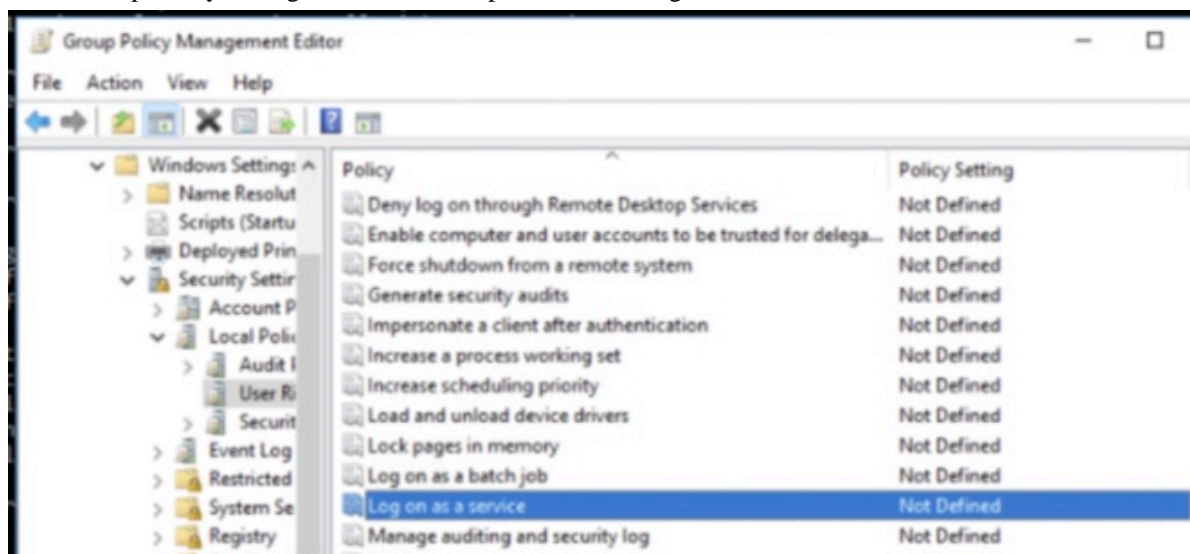 Group Policy Management Editor
File Action View Help
Windows Settings
Name Resolut
Scripts (Startu
Deployed Prin
Security Settin
Account P
Local Polic
Audit P
User Ri
Securit
Event Log
Restricted
System Se
Registry
Policy Policy Setting
Deny log on through Remote Desktop Services Not Defined
Enable computer and user accounts to be trusted for delega... Not Defined
Force shutdown from a remote system Not Defined
Generate security audits Not Defined
Impersonate a client after authentication Not Defined
Increase a process working set Not Defined
Increase scheduling priority Not Defined
Load and unload device drivers Not Defined
Lock pages in memory Not Defined
Log on as a batch job Not Defined
Log on as a service Not Defined
Manage auditing and security log Not Defined